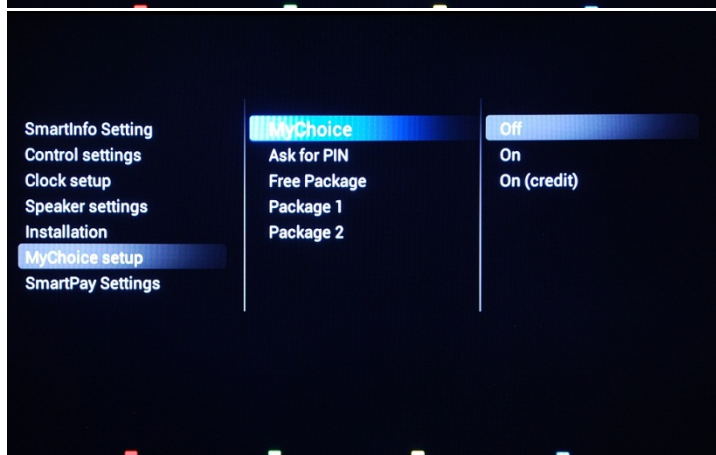 SmartInfo Setting
Control settings
Clock setup
Speaker settings
Installation
MyChoice setup
SmartPay Settings
MyChoice
Ask for PIN
Free Package
Package 1
Package 2
Off
On
On (credit)